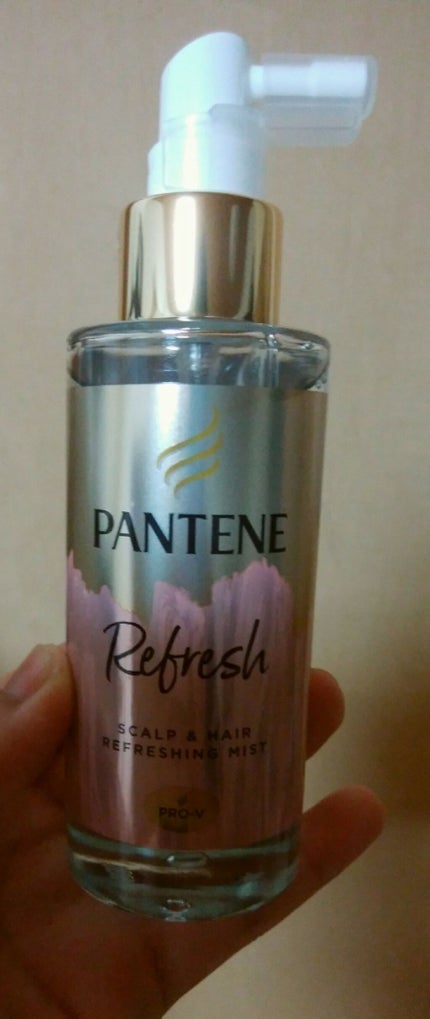 PANTENE
Refresh
SCALP & HAIR
REFRESHING MIST
PRO-V